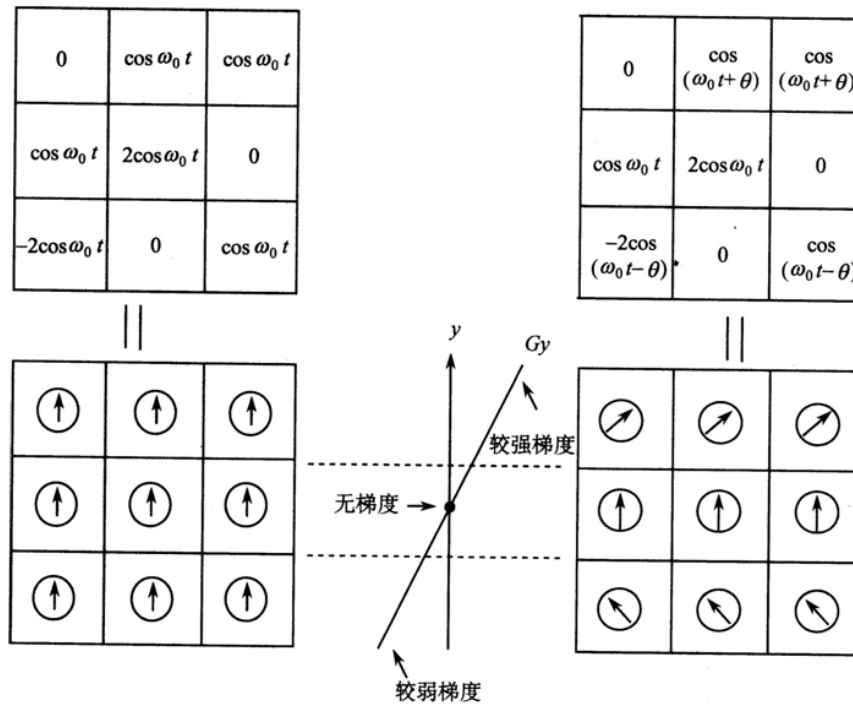 0 cos ω₀ t cos ω₀ t
cos ω₀ t 2cos ω₀ t 0
−2cos ω₀ t 0 cos ω₀ t
0 cos (ω₀ t+ θ) cos (ω₀ t+ θ)
cos ω₀ t 2cos ω₀ t 0
−2cos (ω₀ t− θ) 0 cos (ω₀ t− θ)
y
Gy
较强梯度
无梯度
较弱梯度